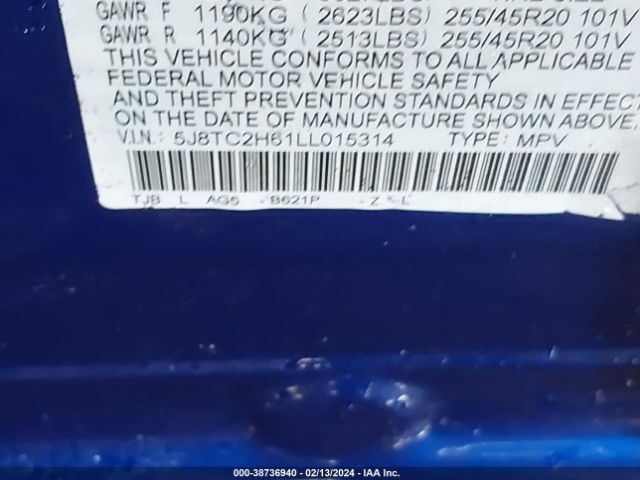 GAWR F 1190KG ( 2623LBS) 255/45R20 101V
GAWR R 1140KG ( 2513LBS) 255/45R20 101V
THIS VEHICLE CONFORMS TO ALL APPLICABLE
FEDERAL MOTOR VEHICLE SAFETY
AND THEFT PREVENTION STANDARDS IN EFFEC
ON THE DATE OF MANUFACTURE SHOWN ABOVE.
V.I.N.: 5J8TC2H61LL015314 TYPE: MPV
TJB L AG5 - B621P - Z - L
000-38736940 - 02/13/2024 - IAA Inc.